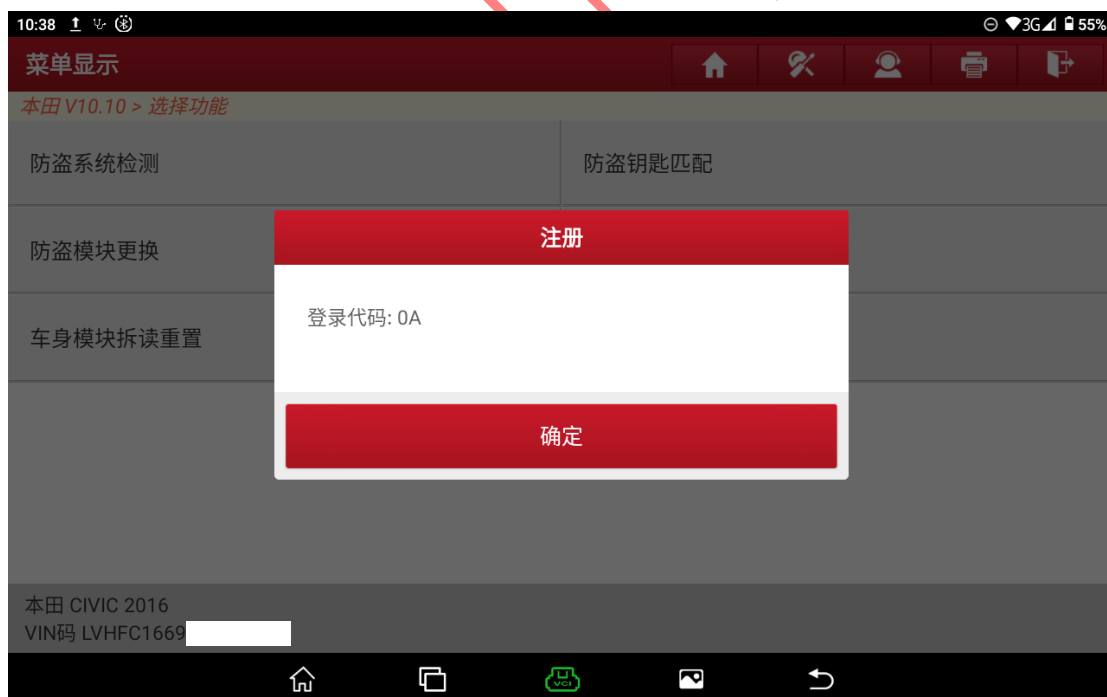 10:38
3G 55%
菜单显示
本田 V10.10 > 选择功能
防盗系统检测
防盗钥匙匹配
防盗模块更换
注册
登录代码: 0A
车身模块拆读重置
确定
本田 CIVIC 2016
VIN码 LVHFC1669
VCI